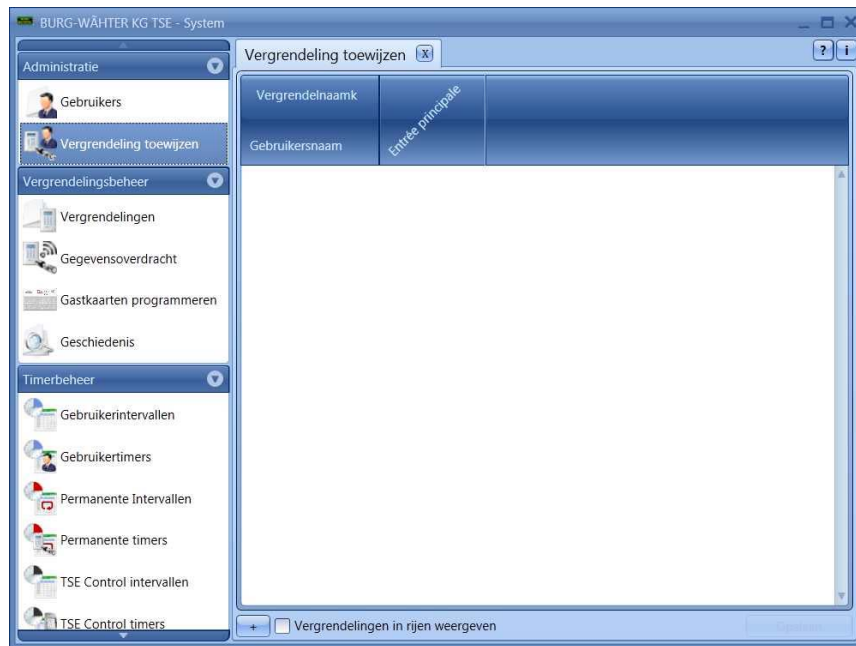 BURG-WÄHTER KG TSE - System
Administratie
Gebruikers
Vergrendeling toewijzen
Vergrendelingsbeheer
Vergrendelingen
Gegevensoverdracht
Gastkaarten programmeren
Geschiedenis
Timerbeheer
Gebruikerintervallen
Gebruikertimers
Permanente Intervallen
Permanente timers
TSE Control intervallen
TSE Control timers
Vergrendeling toewijzen X
? i
Vergrendelnaamk
Gebruikersnaam
Entrée principale
+ Vergrendelingen in rijen weergeven